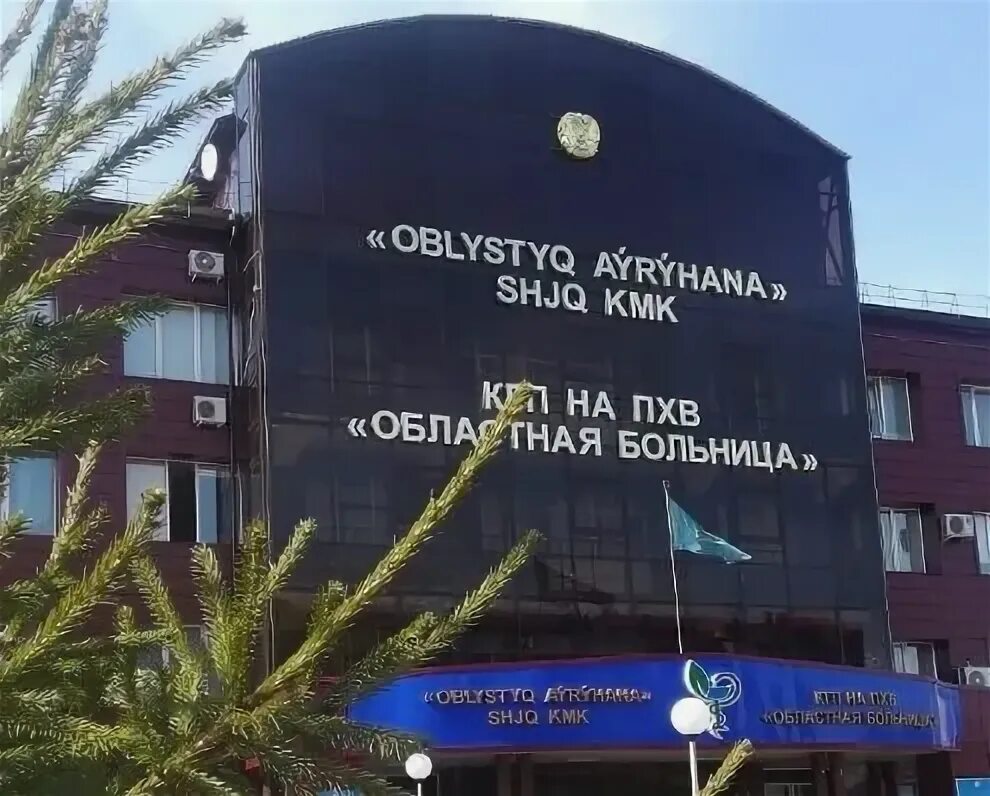 «OBLYSTYQ AÝRÝHANA»
SHJQ KMK
КГП НА ПХВ
«ОБЛАСТНАЯ БОЛЬНИЦА»
«OBLYSTYQ AÝRÝHANA»
SHJQ KMK
КГП НА ПХВ
«ОБЛАСТНАЯ БОЛЬНИЦА»